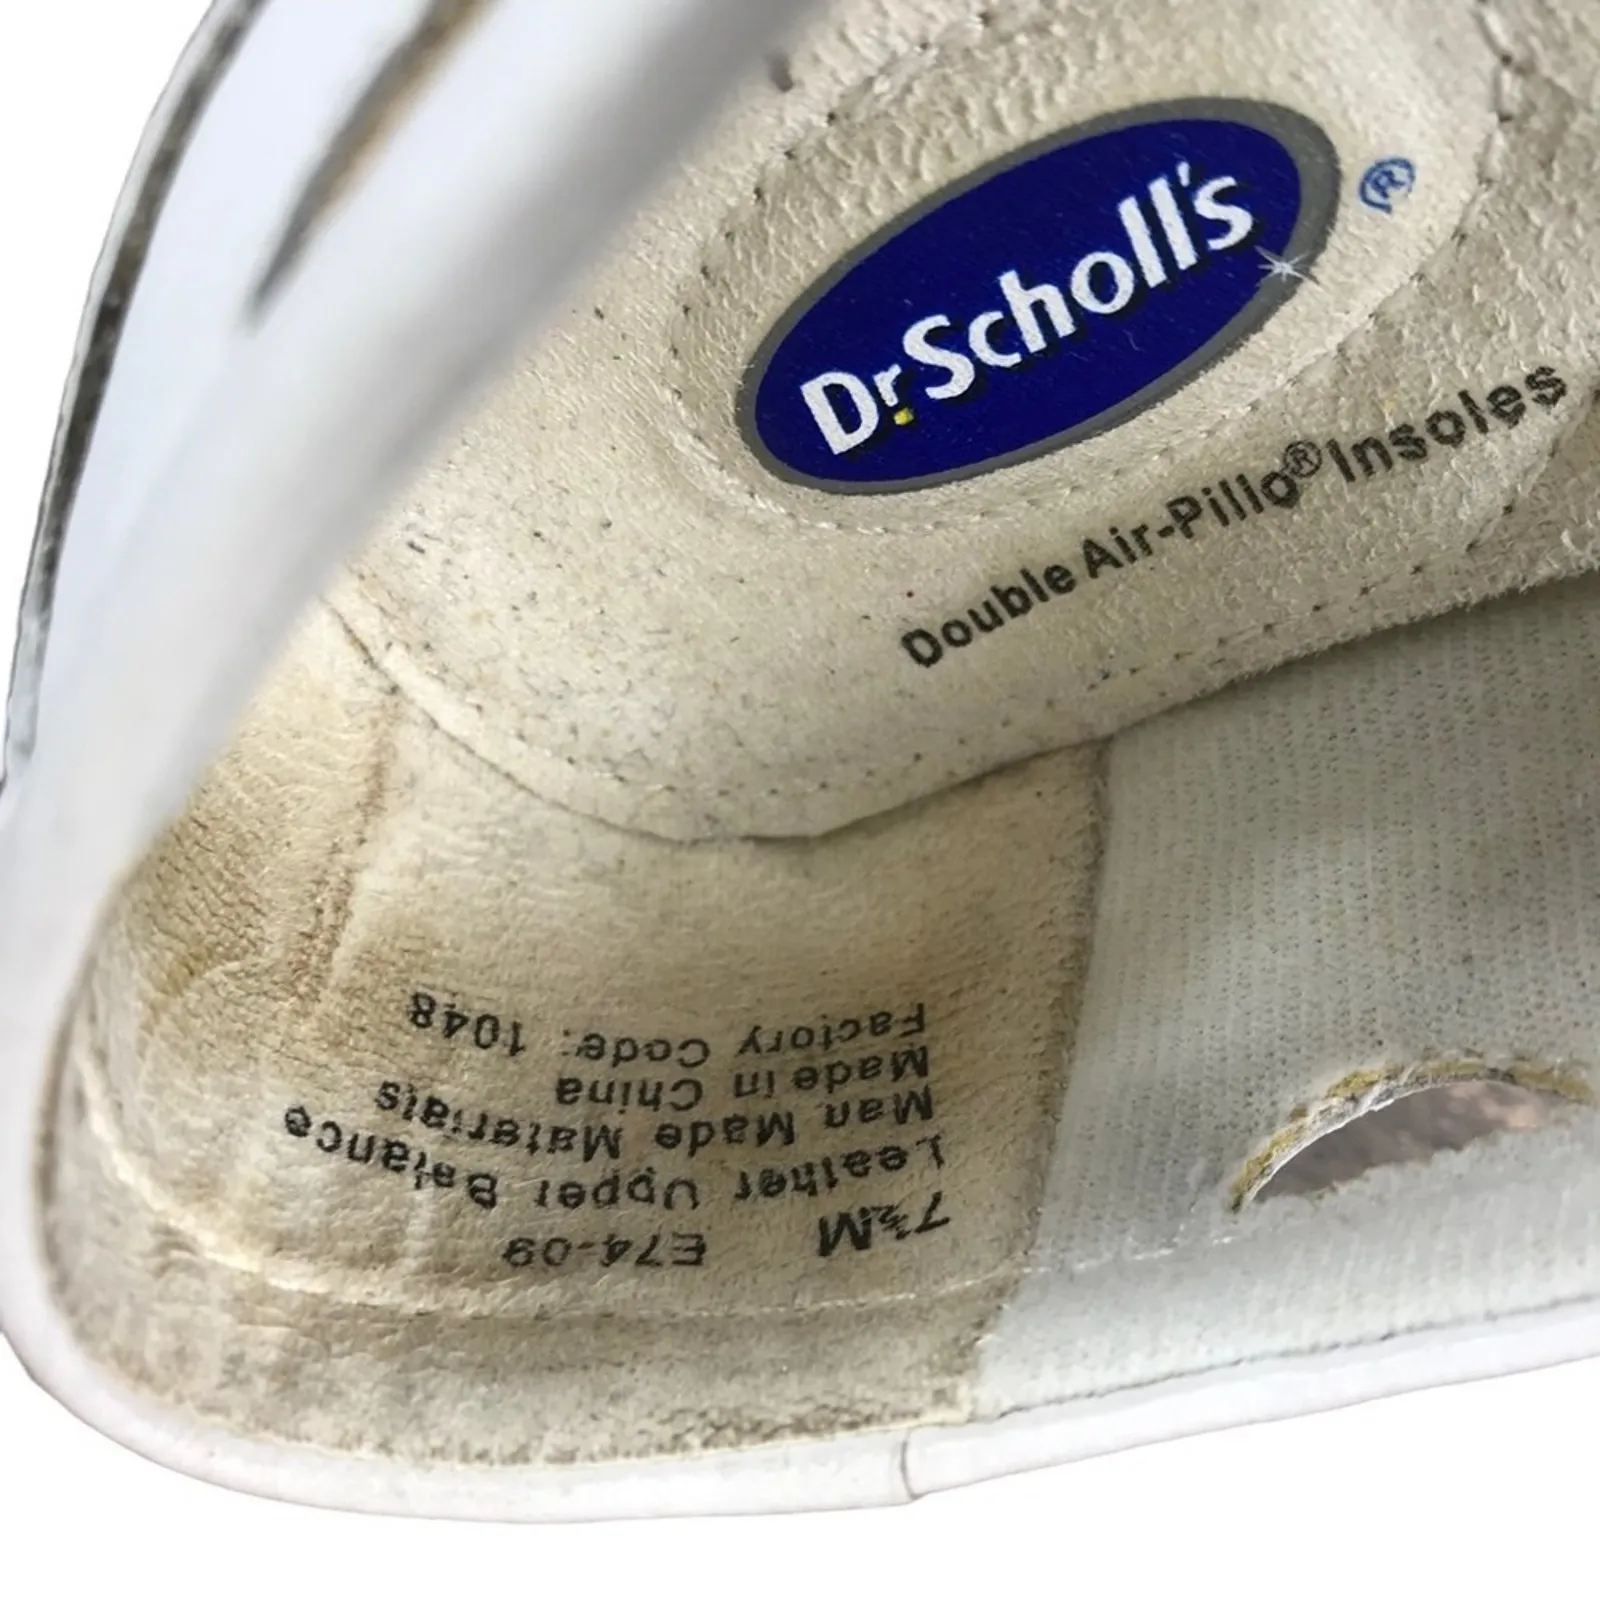 Dr. Scholl's ®
Double Air-Pillo® Insoles
7½M E74-09
Leather Upper Balance
Man Made Materials
Made in China
Factory Code: 1048